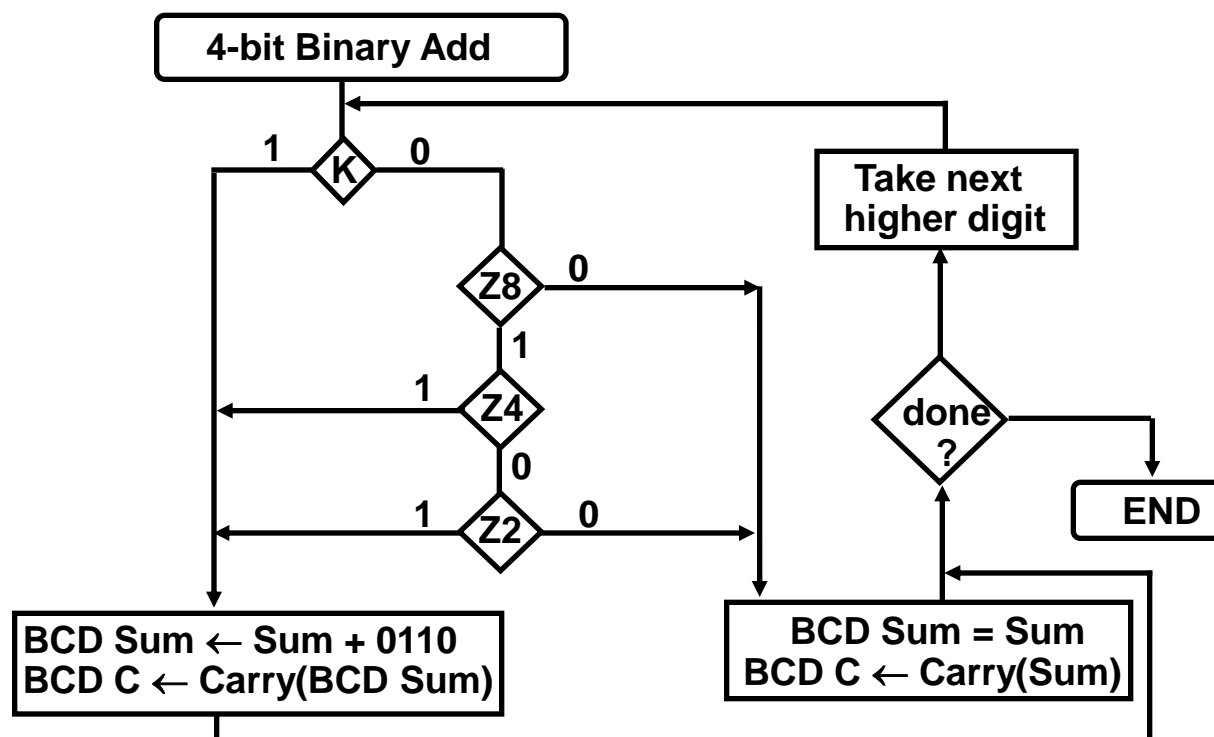 4-bit Binary Add
1
K
0
Take next
higher digit
Z8
0
1
1
Z4
0
done
?
1
Z2
0
END
BCD Sum ← Sum + 0110
BCD C ← Carry(BCD Sum)
BCD Sum = Sum
BCD C ← Carry(Sum)